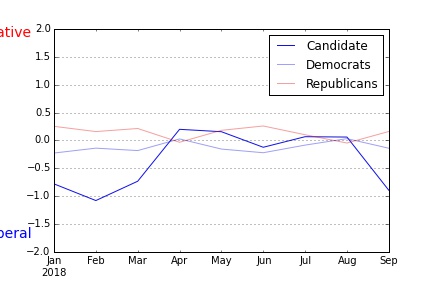 ative
2.0
1.5
1.0
0.5
0.0
−0.5
−1.0
−1.5
−2.0
beral
Candidate
Democrats
Republicans
Jan Feb Mar Apr May Jun Jul Aug Sep
2018